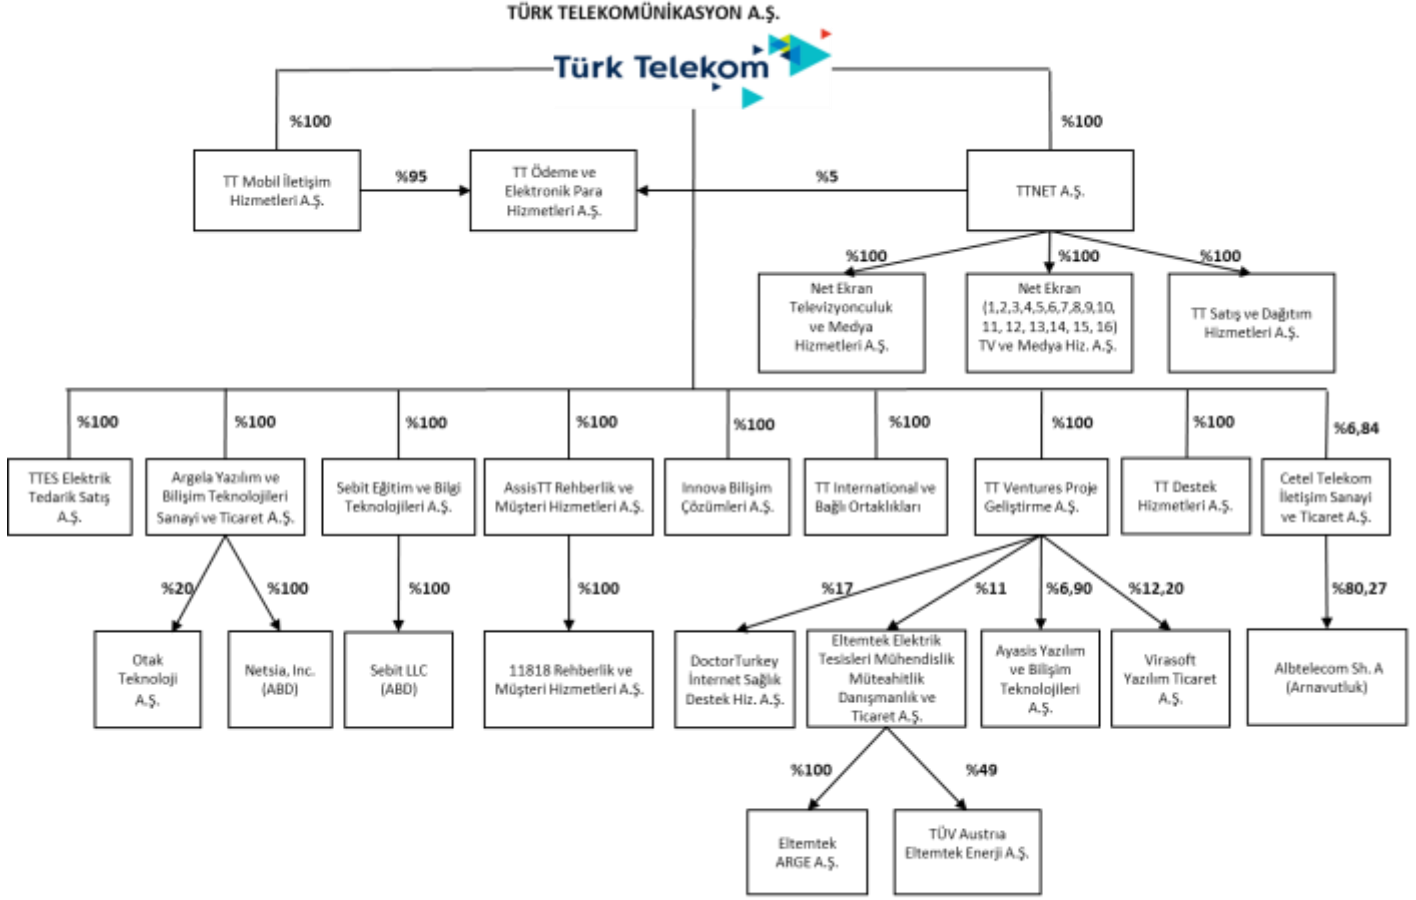 TÜRK TELEKOMÜNİKASYON A.Ş.
Türk Telekom
%100
%100
TT Mobil İletişim
Hizmetleri A.Ş.
%95
TT Ödeme ve
Elektronik Para
Hizmetleri A.Ş.
%5
TTNET A.Ş.
%100
%100
%100
Net Ekran
Televizyonculuk
ve Medya
Hizmetleri A.Ş.
Net Ekran
(1,2,3,4,5,6,7,8,9,10,
11, 12, 13,14, 15, 16)
TV ve Medya Hiz. A.Ş.
TT Satış ve Dağıtım
Hizmetleri A.Ş.
%100
%100
%100
%100
%100
%100
%100
%100
%6,84
TTES Elektrik
Tedarik Satış
A.Ş.
Argela Yazılım ve
Bilişim Teknolojileri
Sanayi ve Ticaret A.Ş.
Sebit Eğitim ve Bilgi
Teknolojileri A.Ş.
AssisTT Rehberlik ve
Müşteri Hizmetleri A.Ş.
Innova Bilişim
Çözümleri A.Ş.
TT International ve
Bağlı Ortaklıkları
TT Ventures Proje
Geliştirme A.Ş.
TT Destek
Hizmetleri A.Ş.
Cetel Telekom
İletişim Sanayi
ve Ticaret A.Ş.
%20
%100
%100
%100
%17
%11
%6,90
%12,20
%80,27
Otak
Teknoloji
A.Ş.
Netsia, Inc.
(ABD)
Sebit LLC
(ABD)
11818 Rehberlik ve
Müşteri Hizmetleri A.Ş.
DoctorTurkey
İnternet Sağlık
Destek Hiz. A.Ş.
Eltemtek Elektrik
Tesisleri Mühendislik
Müteahitlik
Danışmanlık ve
Ticaret A.Ş.
Ayasis Yazılım
ve Bilişim
Teknolojileri
A.Ş.
Virasoft
Yazılım Ticaret
A.Ş.
Albtelecom Sh. A
(Arnavutluk)
%100
%49
Eltemtek
ARGE A.Ş.
TÜV Austrıa
Eltemtek Enerji A.Ş.